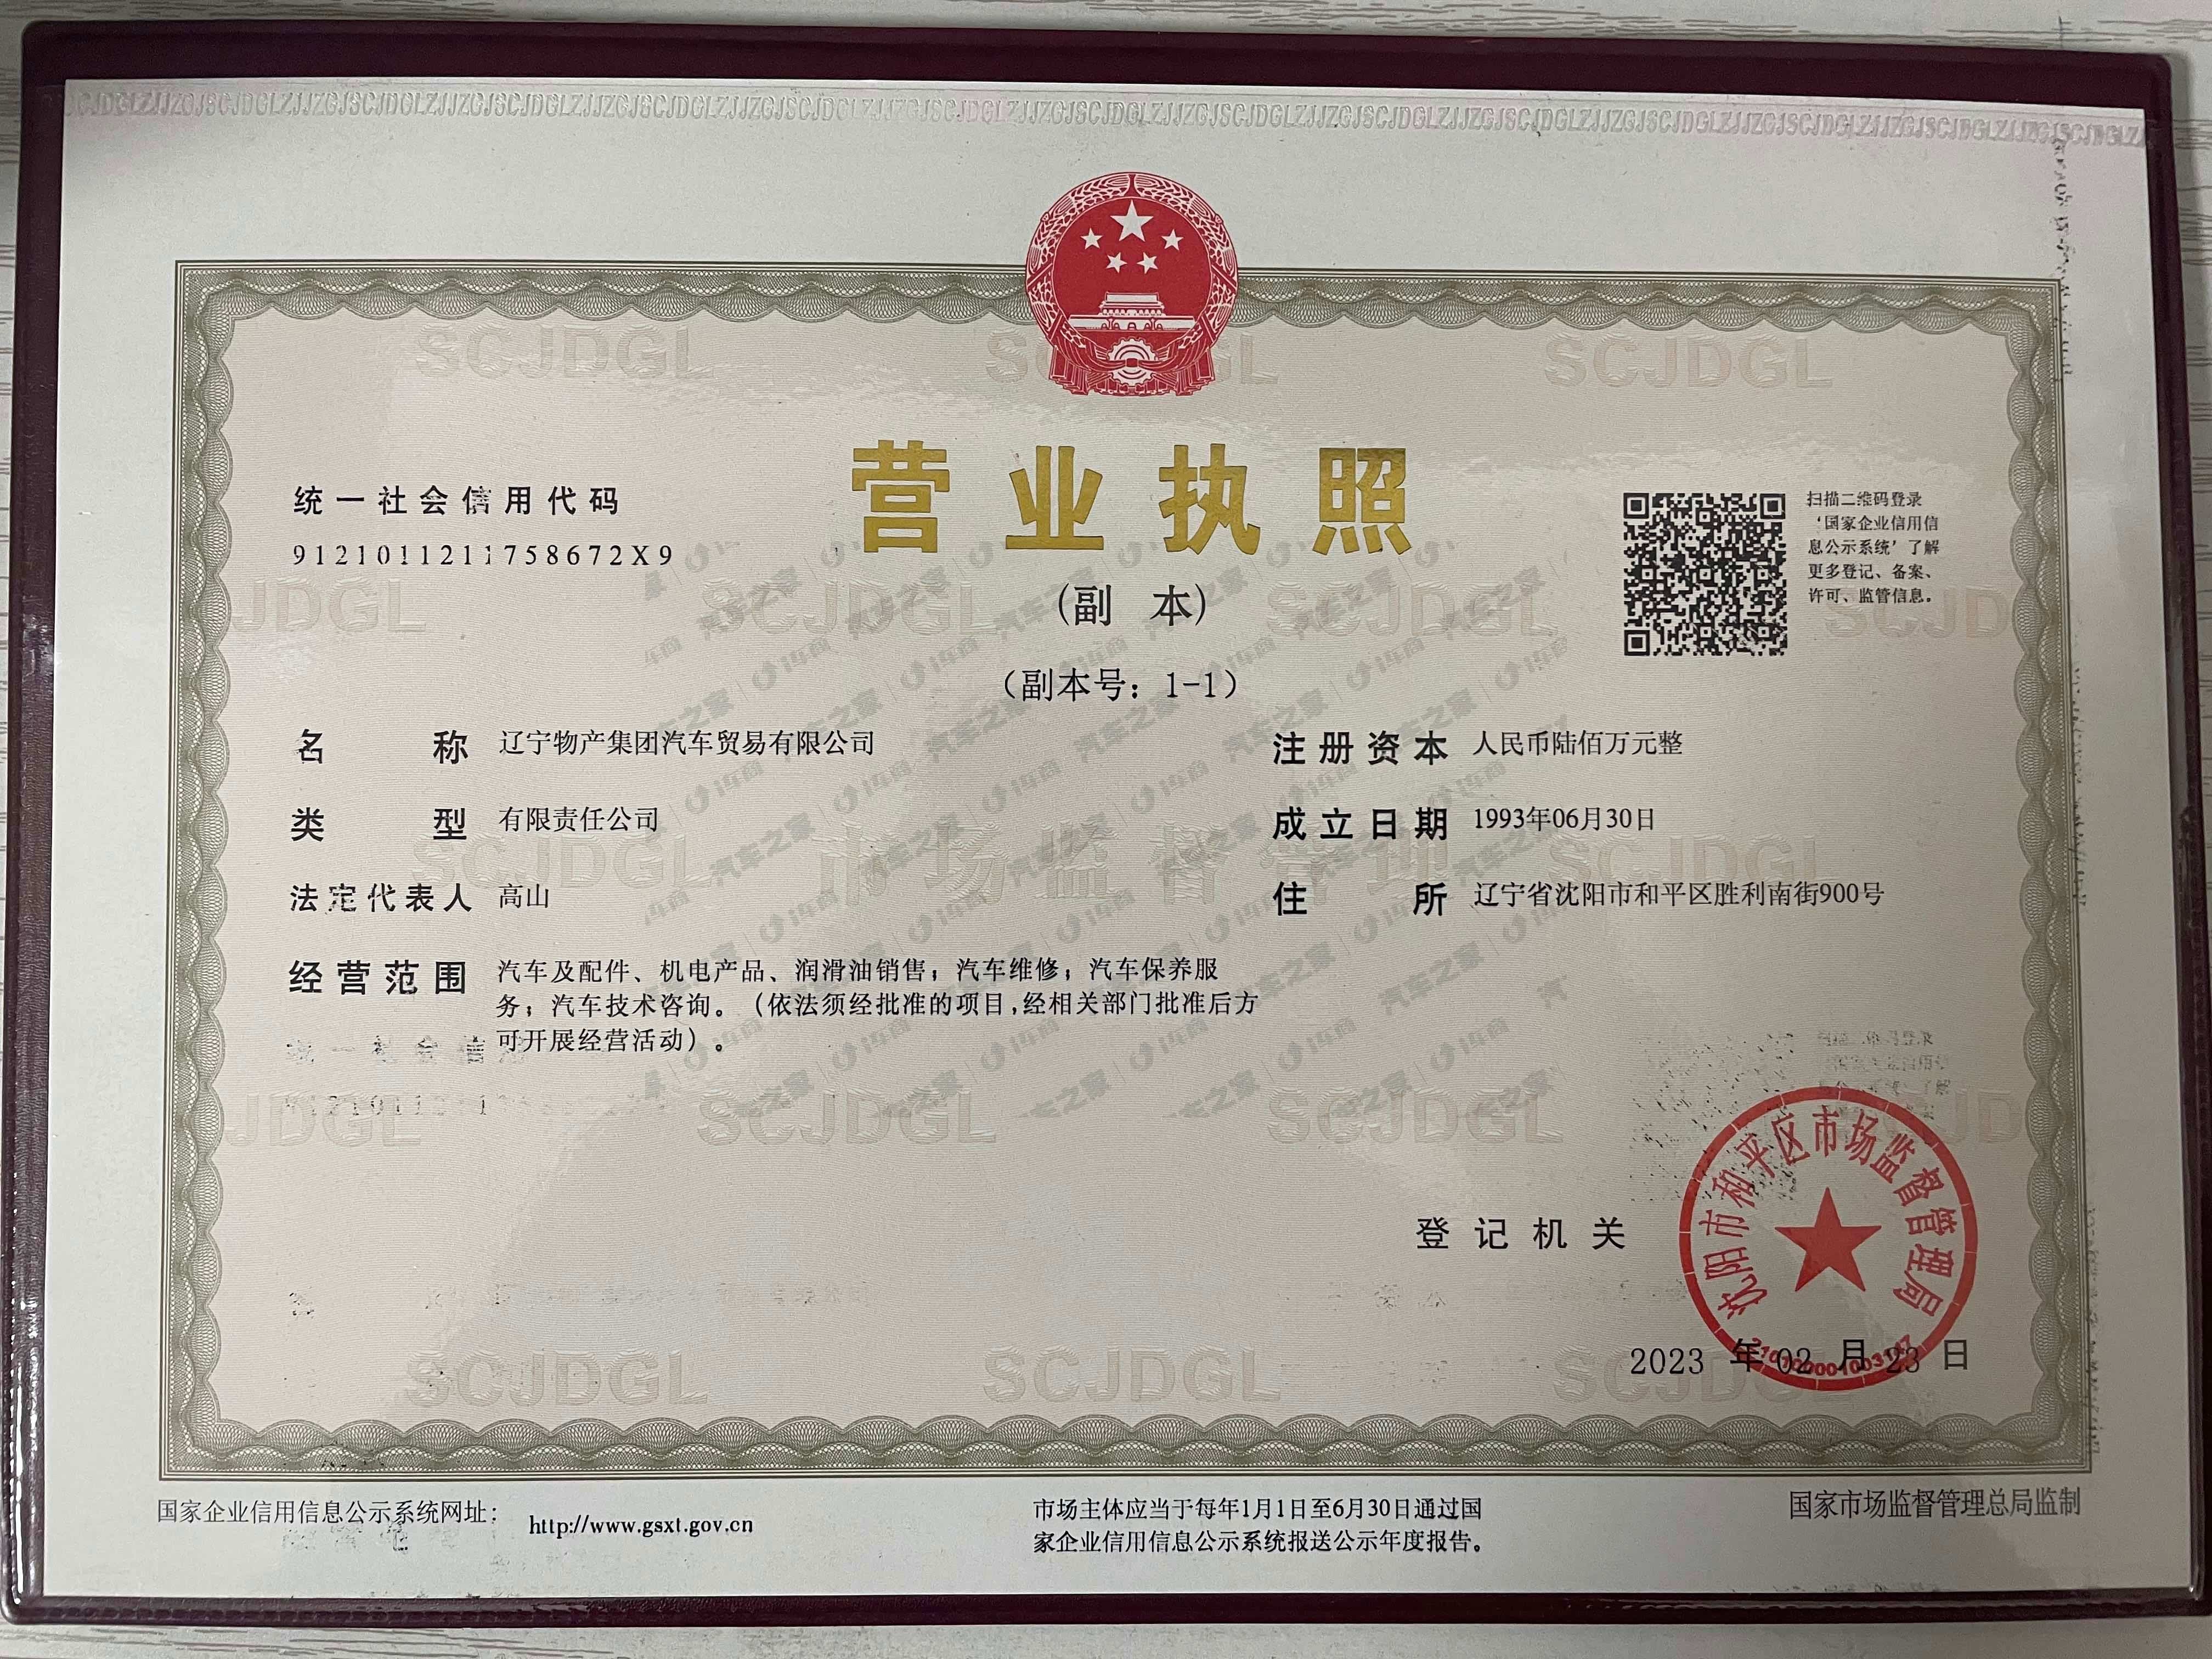 营业执照
(副 本)
(副本号：1-1)
统一社会信用代码
9121011211758672X9
扫描二维码登录
‘国家企业信用信
息公示系统’了解
更多登记、备案、
许可、监管信息。
名 称 辽宁物产集团汽车贸易有限公司
类 型 有限责任公司
法定代表人 高山
经营范围 汽车及配件、机电产品、润滑油销售；汽车维修；汽车保养服
务；汽车技术咨询。（依法须经批准的项目,经相关部门批准后方
可开展经营活动）。
注册资本 人民币陆佰万元整
成立日期 1993年06月30日
住 所 辽宁省沈阳市和平区胜利南街900号
登记机关
沈阳市和平区市场监督管理局
2023 年 02 月 23 日
国家企业信用信息公示系统网址：
http://www.gsxt.gov.cn
市场主体应当于每年1月1日至6月30日通过国
家企业信用信息公示系统报送公示年度报告。
国家市场监督管理总局监制
SCJDGL
市场监督管理
汽车之家